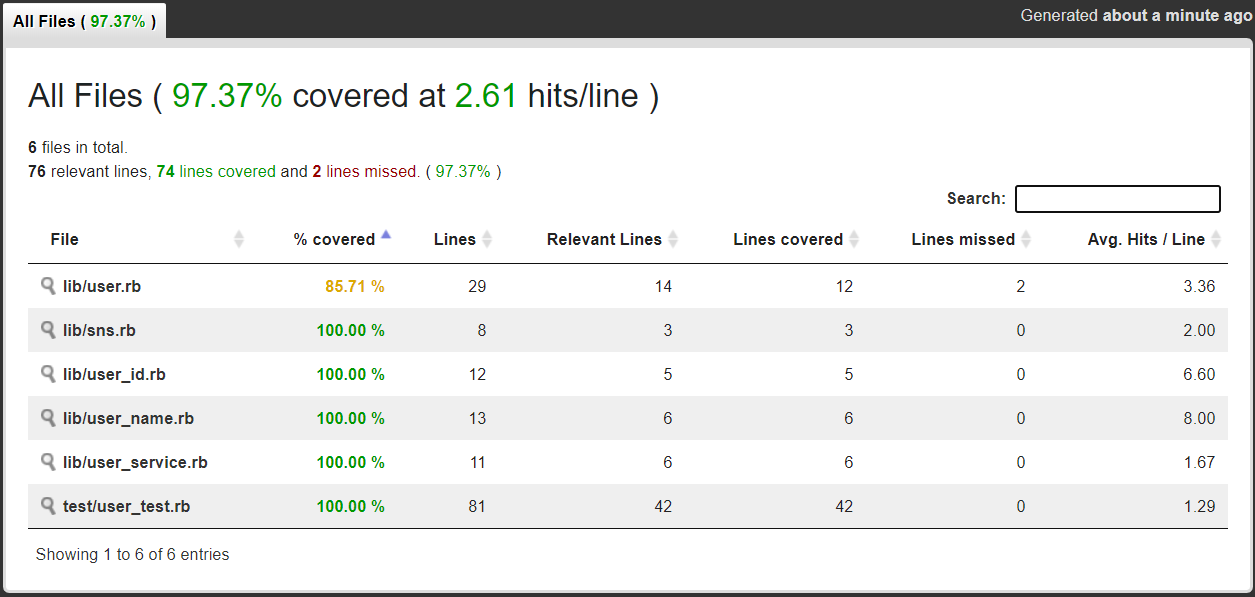 All Files ( 97.37% )
Generated about a minute ago
All Files ( 97.37% covered at 2.61 hits/line )
6 files in total.
76 relevant lines, 74 lines covered and 2 lines missed. ( 97.37% )
Search:
File % covered Lines Relevant Lines Lines covered Lines missed Avg. Hits / Line
lib/user.rb 85.71 % 29 14 12 2 3.36
lib/sns.rb 100.00 % 8 3 3 0 2.00
lib/user_id.rb 100.00 % 12 5 5 0 6.60
lib/user_name.rb 100.00 % 13 6 6 0 8.00
lib/user_service.rb 100.00 % 11 6 6 0 1.67
test/user_test.rb 100.00 % 81 42 42 0 1.29
Showing 1 to 6 of 6 entries